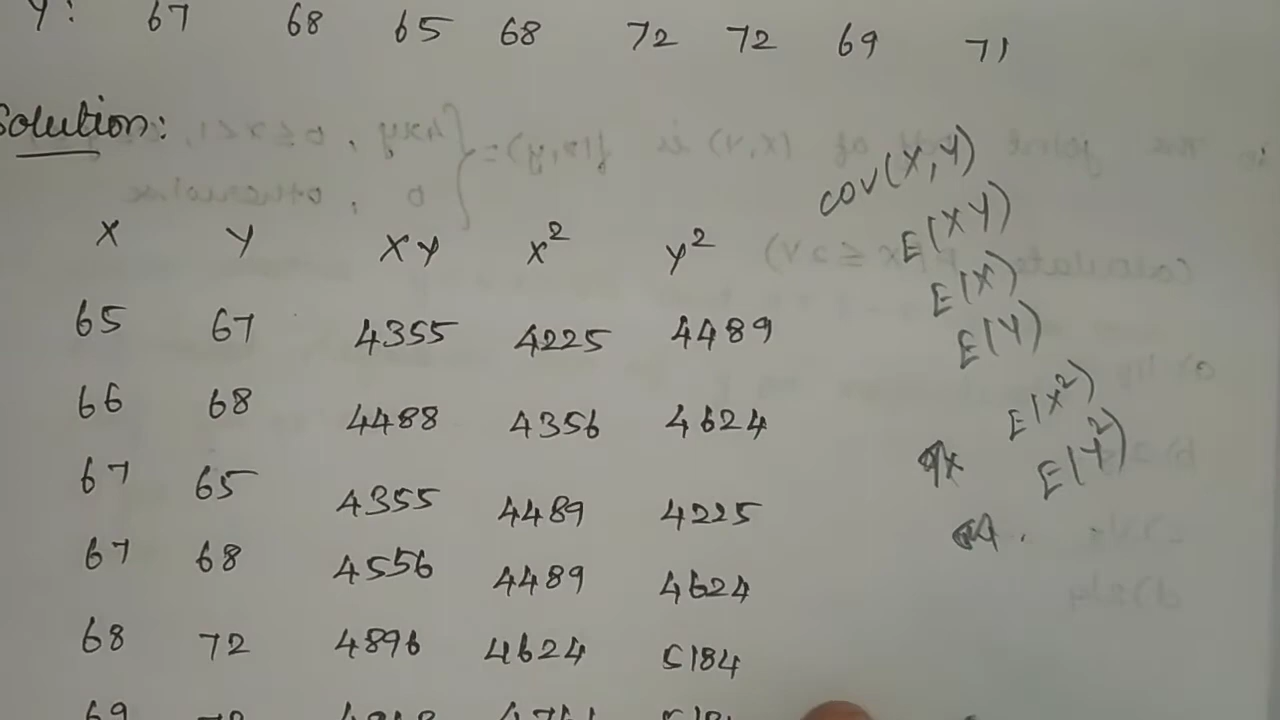 Y: 67 68 65 68 72 72 69 71
Solution:
X Y XY X² Y²
65 67 4355 4225 4489
66 68 4488 4356 4624
67 65 4355 4489 4225
67 68 4556 4489 4624
68 72 4896 4624 5184
69
cov(X,Y)
E(XY)
E(X)
E(Y)
E(X²)
E(Y²)